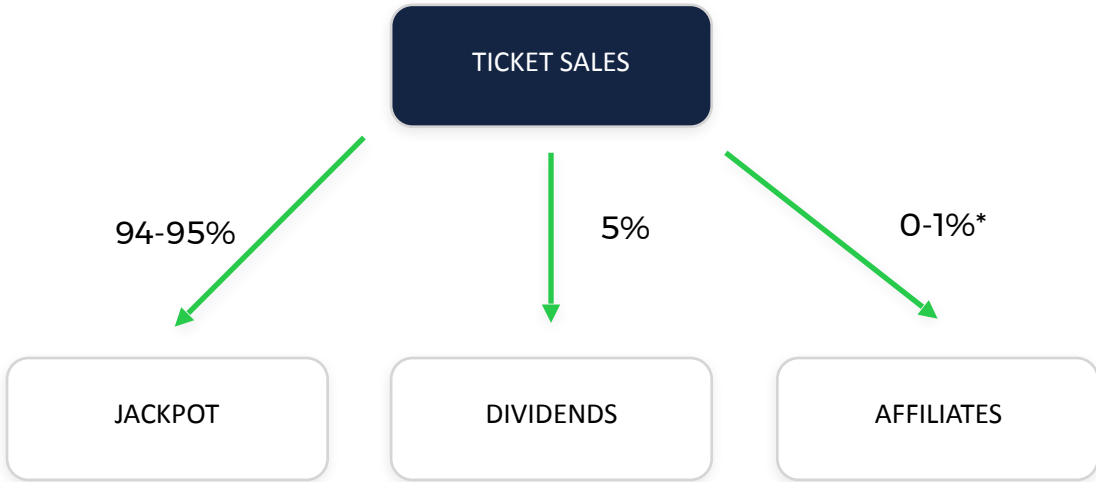 TICKET SALES
94-95%
5%
0-1%*
JACKPOT
DIVIDENDS
AFFILIATES